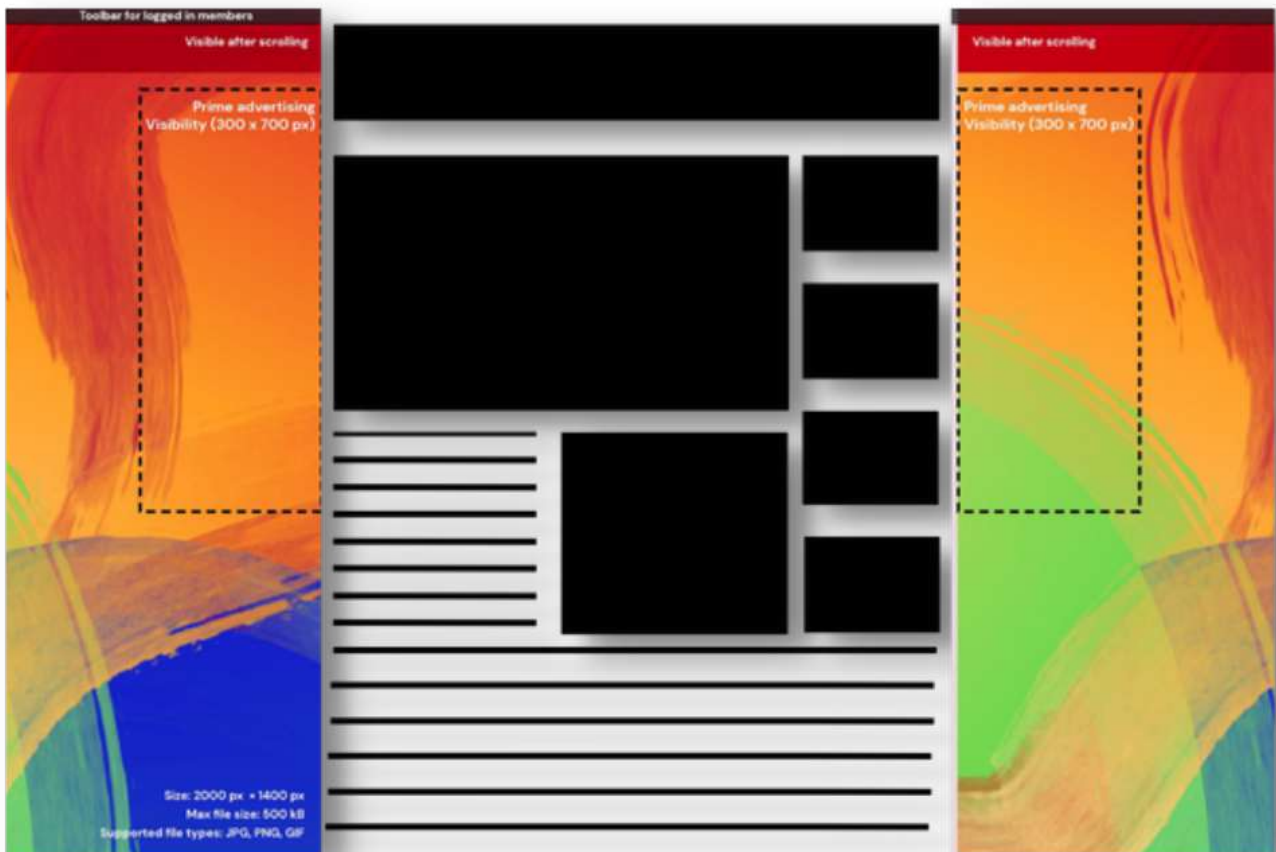 Toolbar for logged in members
Visible after scrolling
Visible after scrolling
Prime advertising
Visibility (300 x 700 px)
Prime advertising
Visibility (300 x 700 px)
Size: 2000 px × 1400 px
Max file size: 500 kB
Supported file types: JPG, PNG, GIF